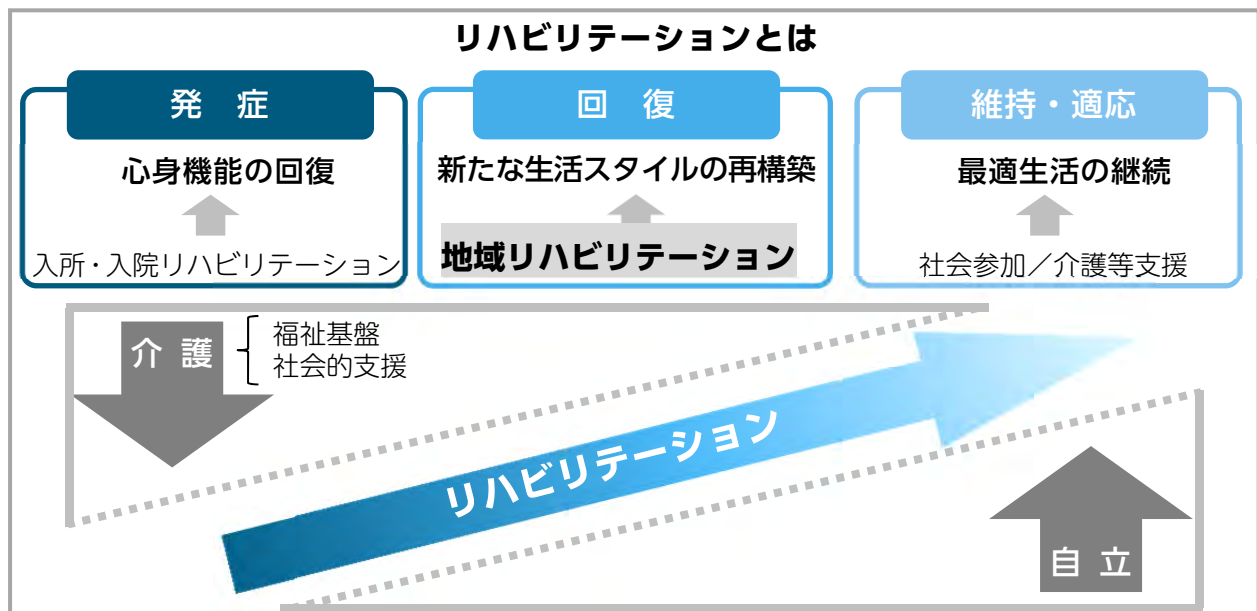 リハビリテーションとは
発 症
心身機能の回復
入所・入院リハビリテーション
回 復
新たな生活スタイルの再構築
地域リハビリテーション
維持・適応
最適生活の継続
社会参加／介護等支援
介 護
福祉基盤
社会的支援
リハビリテーション
自 立